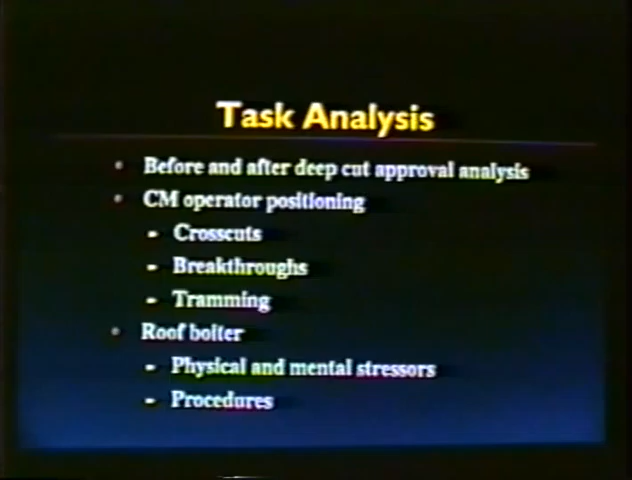 Task Analysis
• Before and after deep cut approval analysis
• CM operator positioning
- Crosscuts
- Breakthroughs
- Tramming
• Roof bolter
- Physical and mental stressors
- Procedures